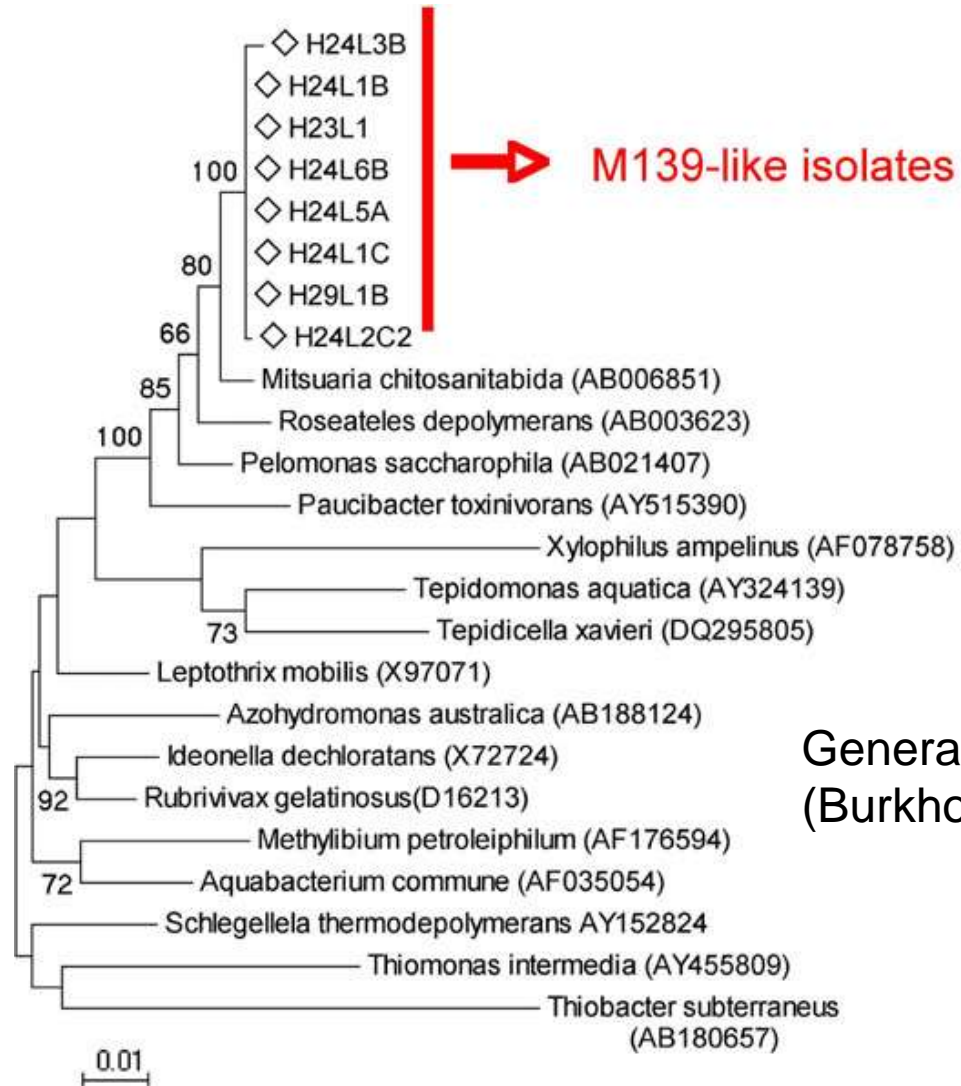 H24L3B
H24L1B
H23L1
H24L6B
H24L5A
H24L1C
H29L1B
H24L2C2
M139-like isolates
100
80
66
85
100
Mitsuaria chitosanitabida (AB006851)
Roseateles depolymerans (AB003623)
Pelomonas saccharophila (AB021407)
Paucibacter toxinivorans (AY515390)
Xylophilus ampelinus (AF078758)
Tepidomonas aquatica (AY324139)
73
Tepidicella xavieri (DQ295805)
Leptothrix mobilis (X97071)
Azohydromonas australica (AB188124)
Ideonella dechloratans (X72724)
92
Rubrivivax gelatinosus(D16213)
Methylibium petroleiphilum (AF176594)
72
Aquabacterium commune (AF035054)
Schlegellela thermodepolymerans AY152824
Thiomonas intermedia (AY455809)
Thiobacter subterraneus
(AB180657)
Genera
(Burkho
0.01